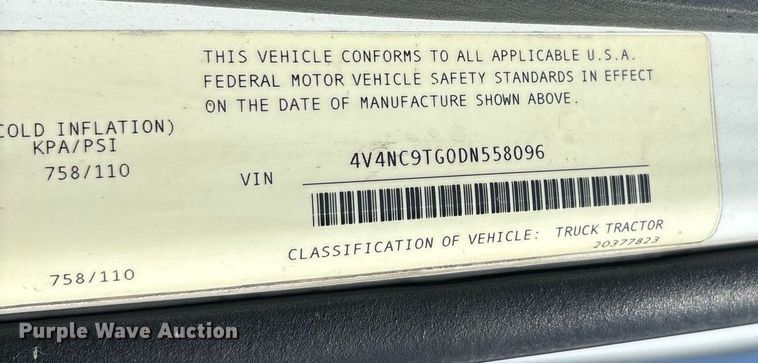 THIS VEHICLE CONFORMS TO ALL APPLICABLE U.S.A.
FEDERAL MOTOR VEHICLE SAFETY STANDARDS IN EFFECT
ON THE DATE OF MANUFACTURE SHOWN ABOVE.
COLD INFLATION)
KPA/PSI
758/110
VIN 4V4NC9TG0DN558096
CLASSIFICATION OF VEHICLE: TRUCK TRACTOR
20377823
758/110
Purple Wave Auction